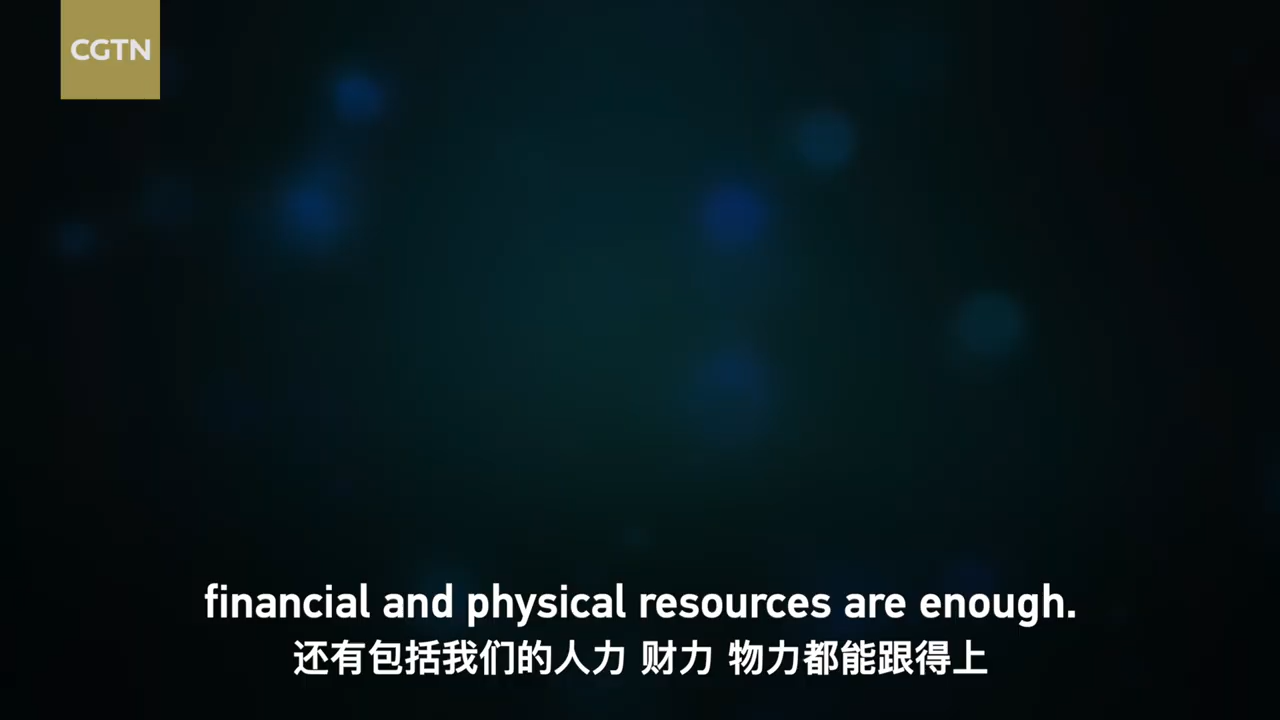 CGTN
financial and physical resources are enough.
还有包括我们的人力 财力 物力都能跟得上